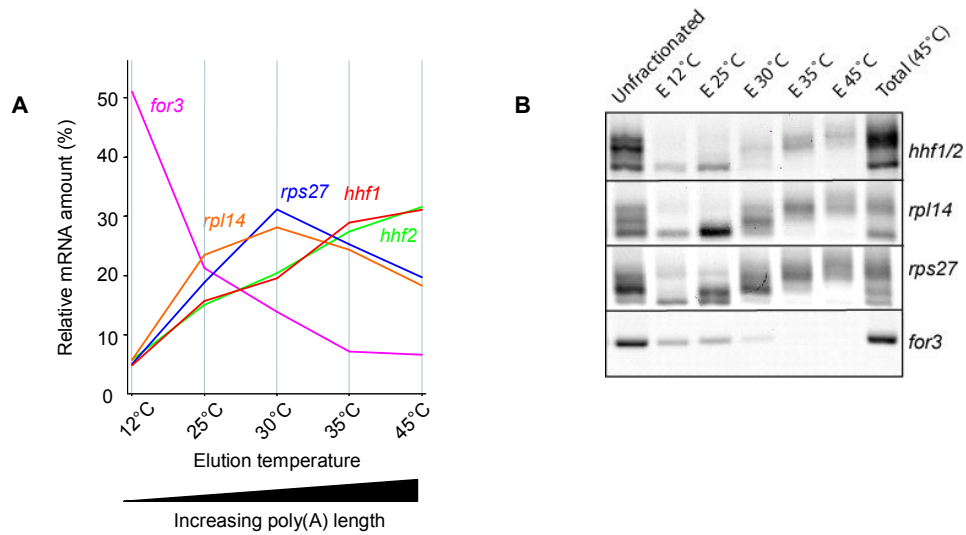 A
Relative mRNA amount (%)
50
40
30
20
10
0
for3
rpl14
rps27
hhf1
hhf2
12°C
25°C
30°C
35°C
45°C
Elution temperature
Increasing poly(A) length
B
Unfractionated
E 12°C
E 25°C
E 30°C
E 35°C
E 45°C
Total (45°C)
hhf1/2
rpl14
rps27
for3